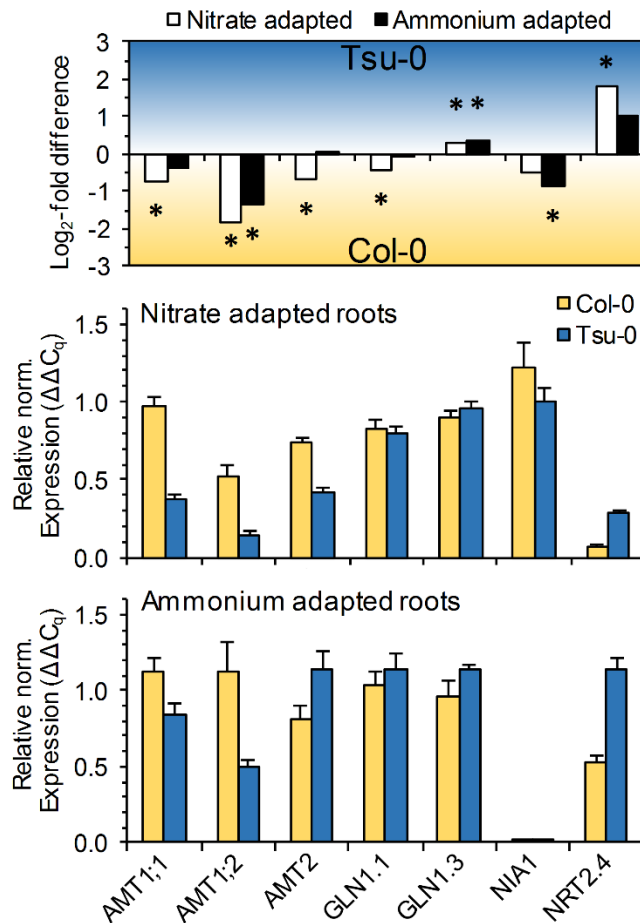 Nitrate adapted Ammonium adapted
Log₂-fold difference
3
2
1
0
-1
-2
-3
Tsu-0
* * * * * * * * *
Col-0
Nitrate adapted roots
Col-0
Tsu-0
Relative norm.
Expression (ΔΔCq)
1.5
1.0
0.5
0.0
Ammonium adapted roots
Relative norm.
Expression (ΔΔCq)
1.5
1.0
0.5
0.0
AMT1;1
AMT1;2
AMT2
GLN1.1
GLN1.3
NIA1
NRT2.4